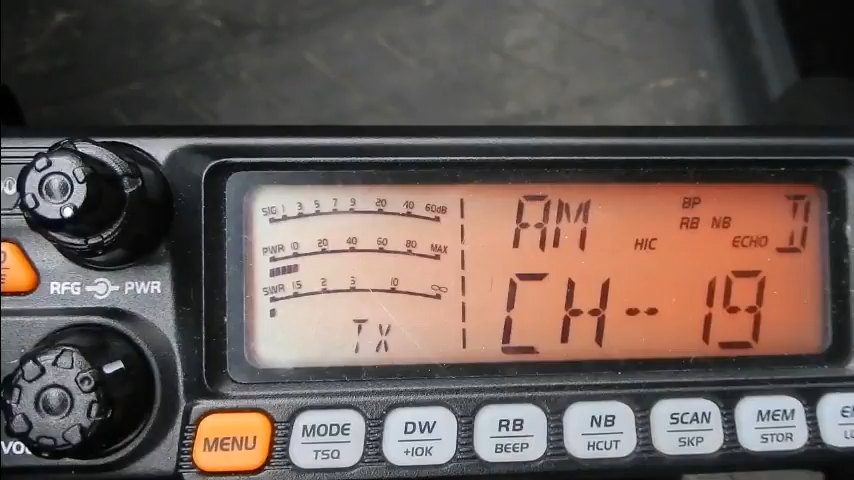 SIG 1 3 5 7 9 20 40 60dB
PWR 10 20 40 60 80 MAX
SWR 1.5 2 3 10 ∞
TX
AM
BP
RB NB
HIC
ECHO
D
CH-19
RFG PWR
MENU
MODE
TSQ
DW
+10K
RB
BEEP
NB
HCUT
SCAN
SKP
MEM
STOR